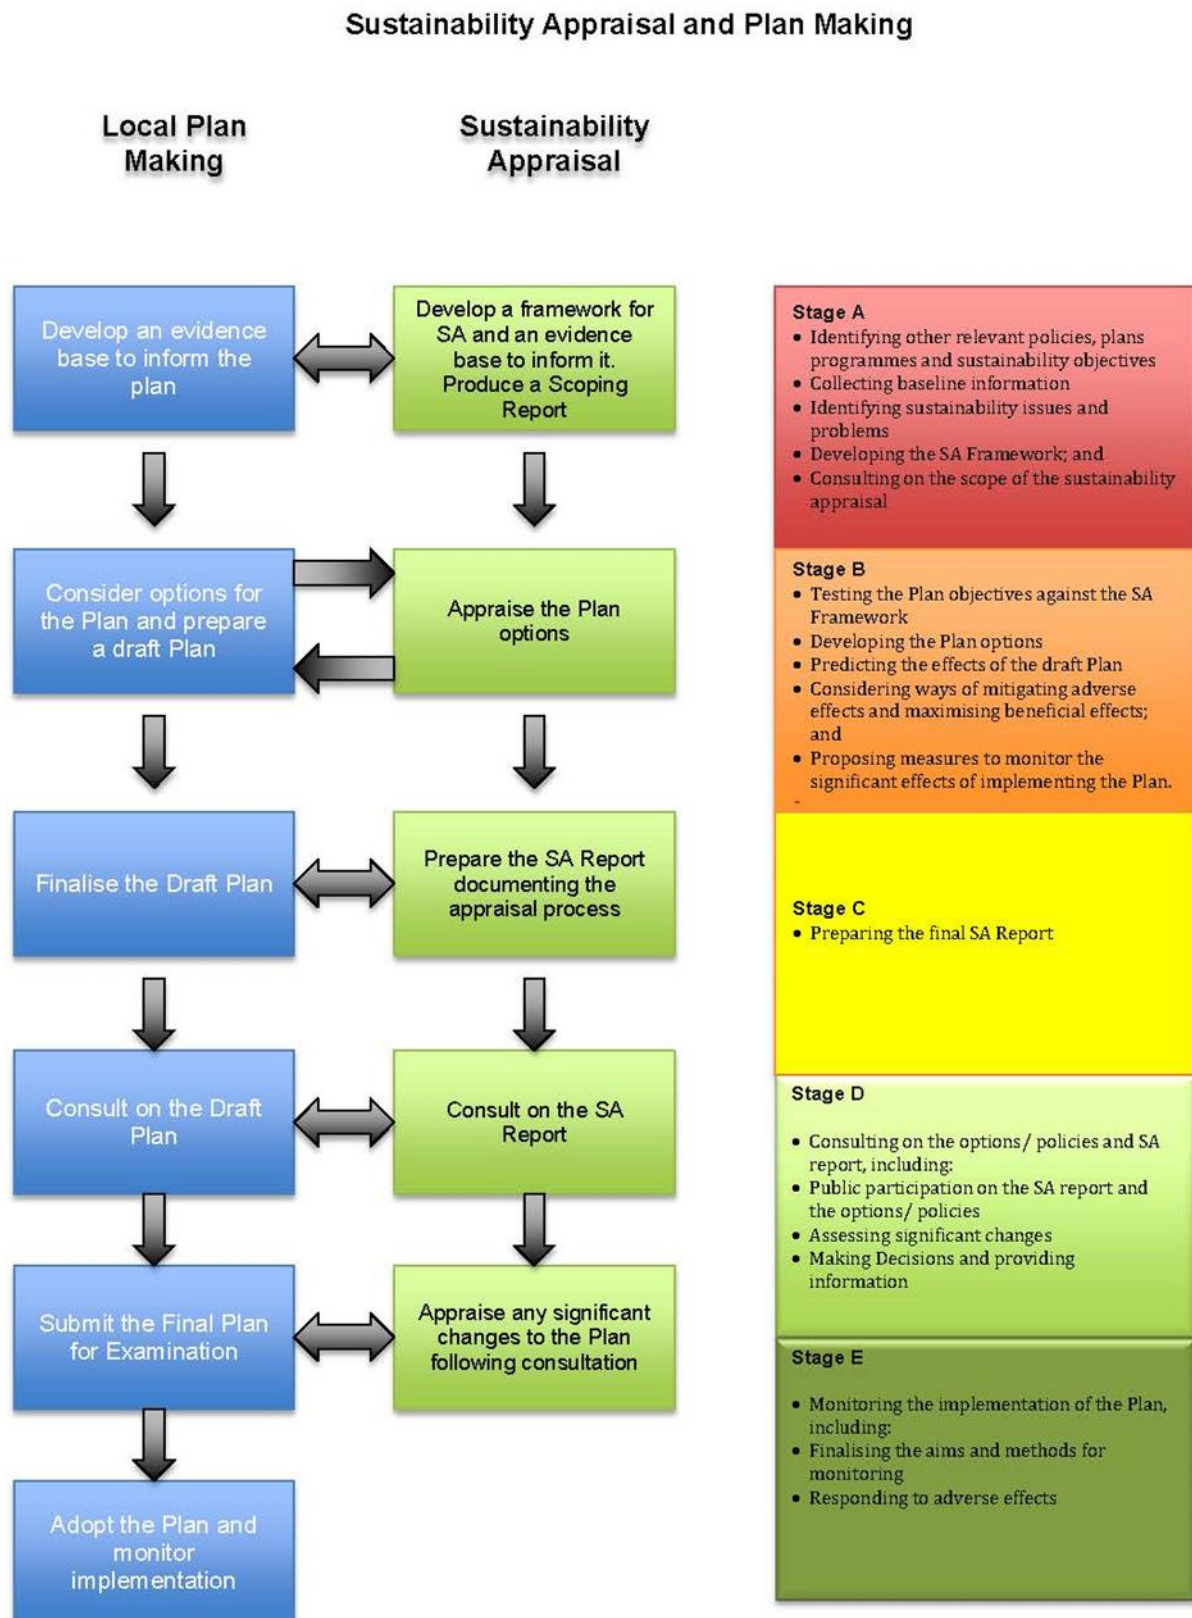 Sustainability Appraisal and Plan Making
Local Plan
Making
Sustainability
Appraisal
Develop an evidence
base to inform the
plan
Develop a framework for
SA and an evidence
base to inform it.
Produce a Scoping
Report
Stage A
• Identifying other relevant policies, plans
programmes and sustainability objectives
• Collecting baseline information
• Identifying sustainability issues and
problems
• Developing the SA Framework; and
• Consulting on the scope of the sustainability
appraisal
Consider options for
the Plan and prepare
a draft Plan
Appraise the Plan
options
Stage B
• Testing the Plan objectives against the SA
Framework
• Developing the Plan options
• Predicting the effects of the draft Plan
• Considering ways of mitigating adverse
effects and maximising beneficial effects;
and
• Proposing measures to monitor the
significant effects of implementing the Plan.
-
Finalise the Draft Plan
Prepare the SA Report
documenting the
appraisal process
Stage C
• Preparing the final SA Report
Consult on the Draft
Plan
Consult on the SA
Report
Stage D
• Consulting on the options/ policies and SA
report, including:
• Public participation on the SA report and
the options/ policies
• Assessing significant changes
• Making Decisions and providing
information
Submit the Final Plan
for Examination
Appraise any significant
changes to the Plan
following consultation
Stage E
• Monitoring the implementation of the Plan,
including:
• Finalising the aims and methods for
monitoring
• Responding to adverse effects
Adopt the Plan and
monitor
implementation